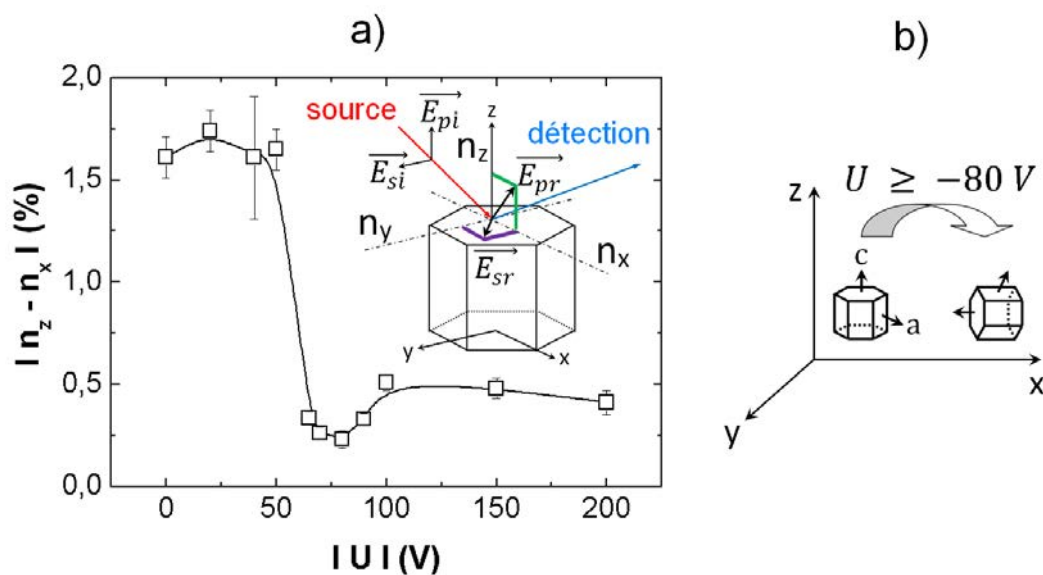 a)
b)
2,0
1,5
1,0
0,5
0,0
0
50
100
150
200
| n_z - n_x | (%)
| U | (V)
source
détection
E_pi
E_si
E_pr
E_sr
z
n_z
n_y
n_x
y
x
U ≥ −80 V
z
c
a
x
y